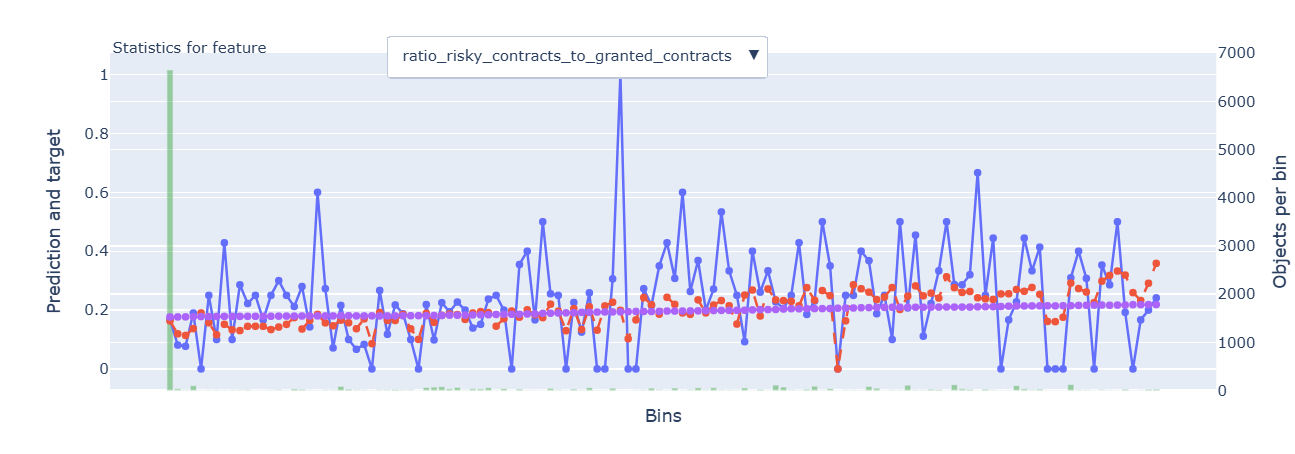 Statistics for feature
ratio_risky_contracts_to_granted_contracts ▼
Prediction and target
1
0.8
0.6
0.4
0.2
0
7000
6000
5000
4000
3000
2000
1000
0
Objects per bin
Bins